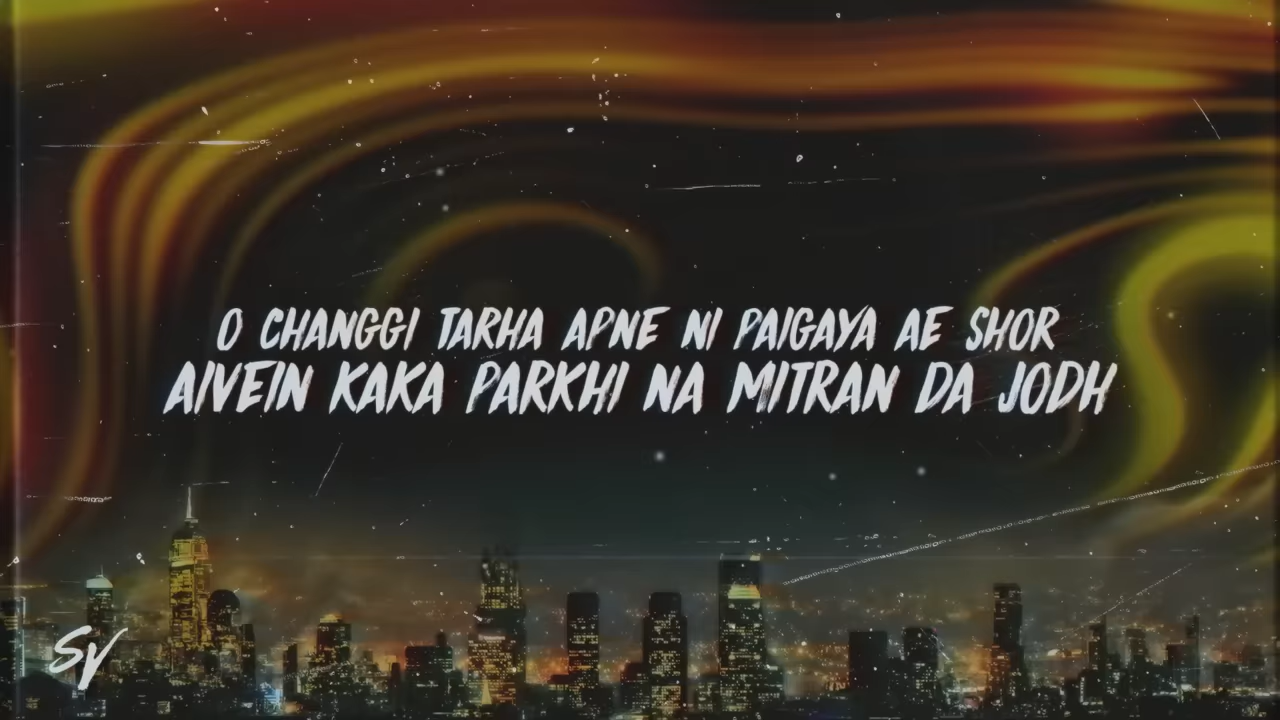 O CHANGGI TARHA APNE NI PAIGAYA AE SHOR
AIVEIN KAKA PARKHI NA MITRAN DA JODH
SV